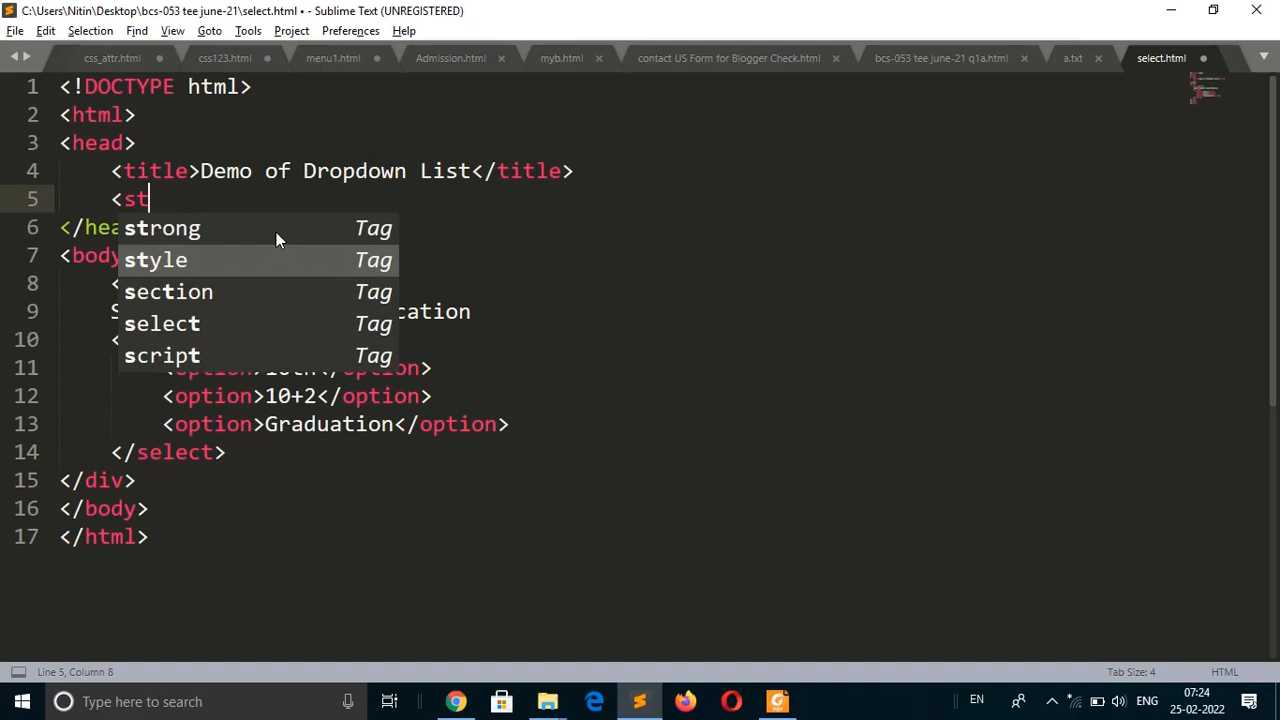 C:\Users\Nitin\Desktop\bcs-053 tee june-21\select.html • - Sublime Text (UNREGISTERED)
File Edit Selection Find View Goto Tools Project Preferences Help
css_attr.html css123.html menu1.html Admission.html myb.html contact US Form for Blogger Check.html bcs-053 tee june-21 q1a.html a.txt select.html
1 <!DOCTYPE html>
2 <html>
3 <head>
4 <title>Demo of Dropdown List</title>
5 <st
6 </hea strong Tag
7 <body
style Tag
8 <
section Tag
9 S cation
10 <
select Tag
script Tag
11 <option>10th</option>
12 <option>10+2</option>
13 <option>Graduation</option>
14 </select>
15 </div>
16 </body>
17 </html>
Line 5, Column 8 Tab Size: 4 HTML
Type here to search EN ENG 07:24
25-02-2022